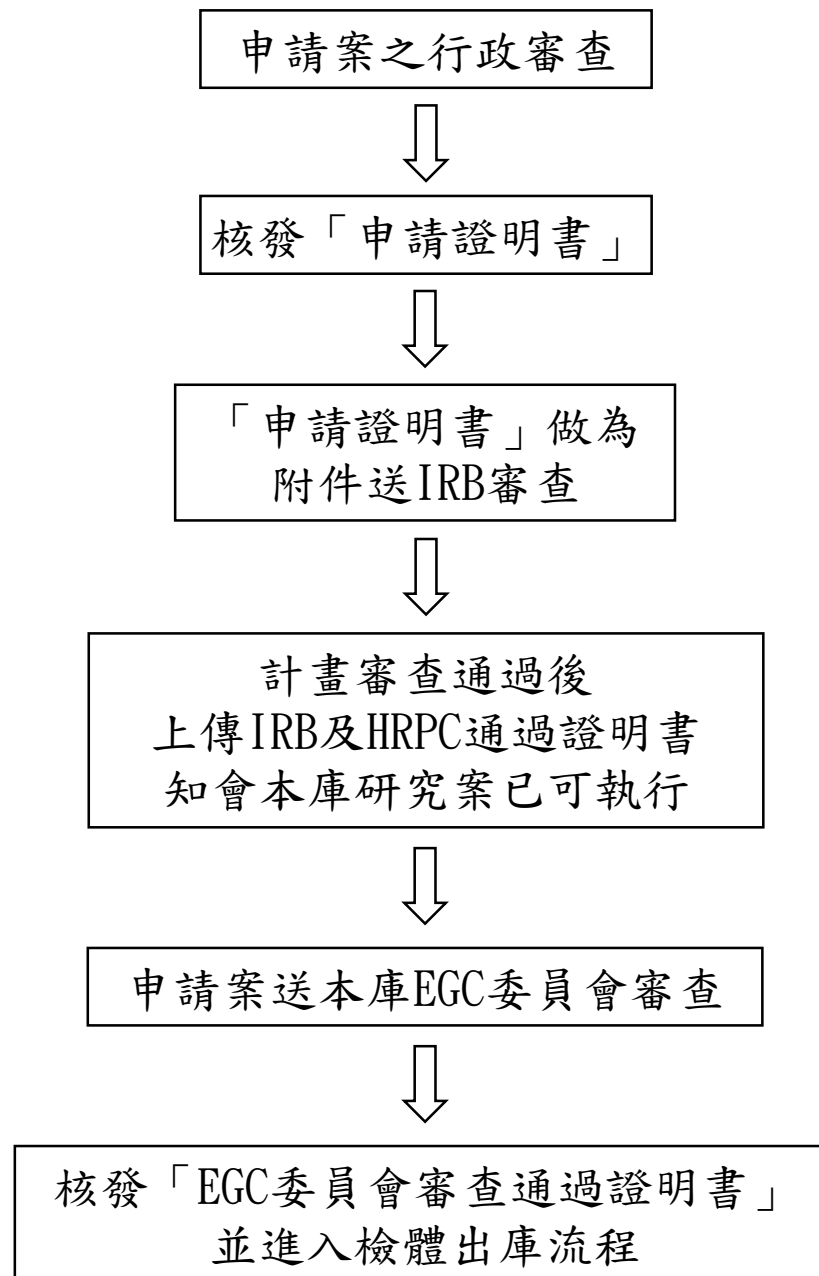 申請案之行政審查
核發「申請證明書」
「申請證明書」做為
附件送IRB審查
計畫審查通過後
上傳IRB及HRPC通過證明書
知會本庫研究案已可執行
申請案送本庫EGC委員會審查
核發「EGC委員會審查通過證明書」
並進入檢體出庫流程